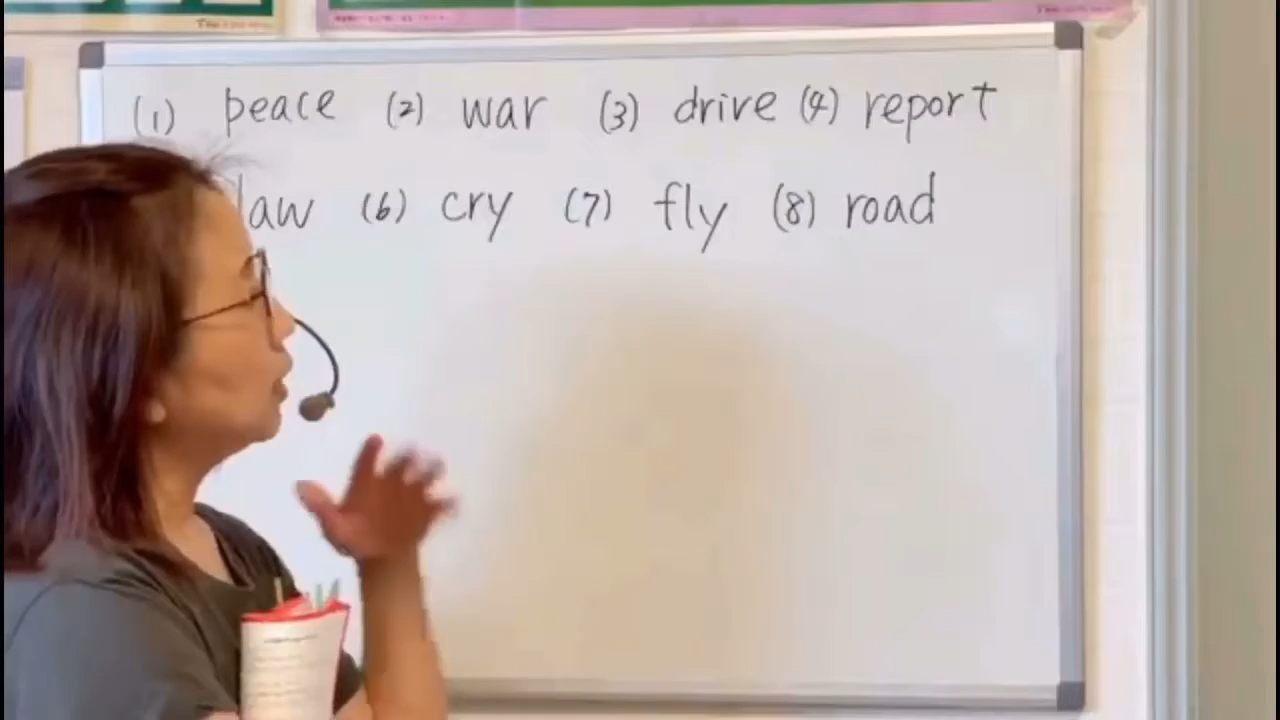 (1) peace (2) war (3) drive (4) report
law (6) cry (7) fly (8) road